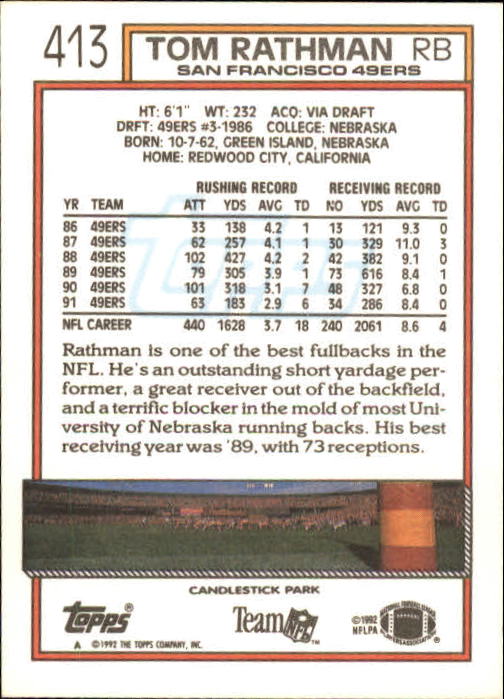 413 TOM RATHMAN RB
SAN FRANCISCO 49ERS
HT: 6'1" WT: 232 ACQ: VIA DRAFT
DRFT: 49ERS #3-1986 COLLEGE: NEBRASKA
BORN: 10-7-62, GREEN ISLAND, NEBRASKA
HOME: REDWOOD CITY, CALIFORNIA
RUSHING RECORD RECEIVING RECORD
YR TEAM ATT YDS AVG TD NO YDS AVG TD
86 49ERS 33 138 4.2 1 13 121 9.3 0
87 49ERS 62 257 4.1 1 30 329 11.0 3
88 49ERS 102 427 4.2 2 42 382 9.1 0
89 49ERS 79 305 3.9 1 73 616 8.4 1
90 49ERS 101 318 3.1 7 48 327 6.8 0
91 49ERS 63 183 2.9 6 34 286 8.4 0
NFL CAREER 440 1628 3.7 18 240 2061 8.6 4
Topps
Rathman is one of the best fullbacks in the
NFL. He's an outstanding short yardage per-
former, a great receiver out of the backfield,
and a terrific blocker in the mold of most Uni-
versity of Nebraska running backs. His best
receiving year was '89, with 73 receptions.
CANDLESTICK PARK
Topps® Team NFL™ ©1992 NFLPA ®
A ©1992 THE TOPPS COMPANY, INC.